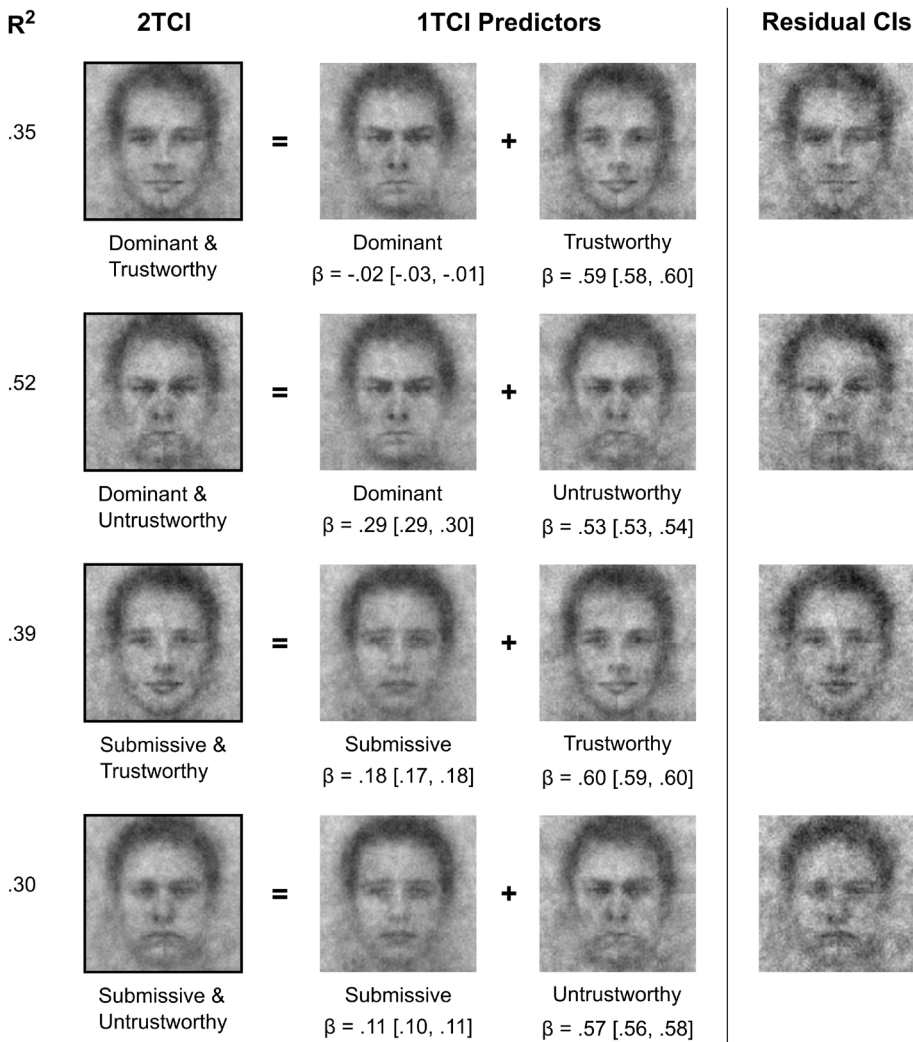 R² 2TCI 1TCI Predictors Residual CIs
.35 = +
Dominant &
Trustworthy
Dominant
β = -.02 [-.03, -.01]
Trustworthy
β = .59 [.58, .60]
.52 = +
Dominant &
Untrustworthy
Dominant
β = .29 [.29, .30]
Untrustworthy
β = .53 [.53, .54]
.39 = +
Submissive &
Trustworthy
Submissive
β = .18 [.17, .18]
Trustworthy
β = .60 [.59, .60]
.30 = +
Submissive &
Untrustworthy
Submissive
β = .11 [.10, .11]
Untrustworthy
β = .57 [.56, .58]